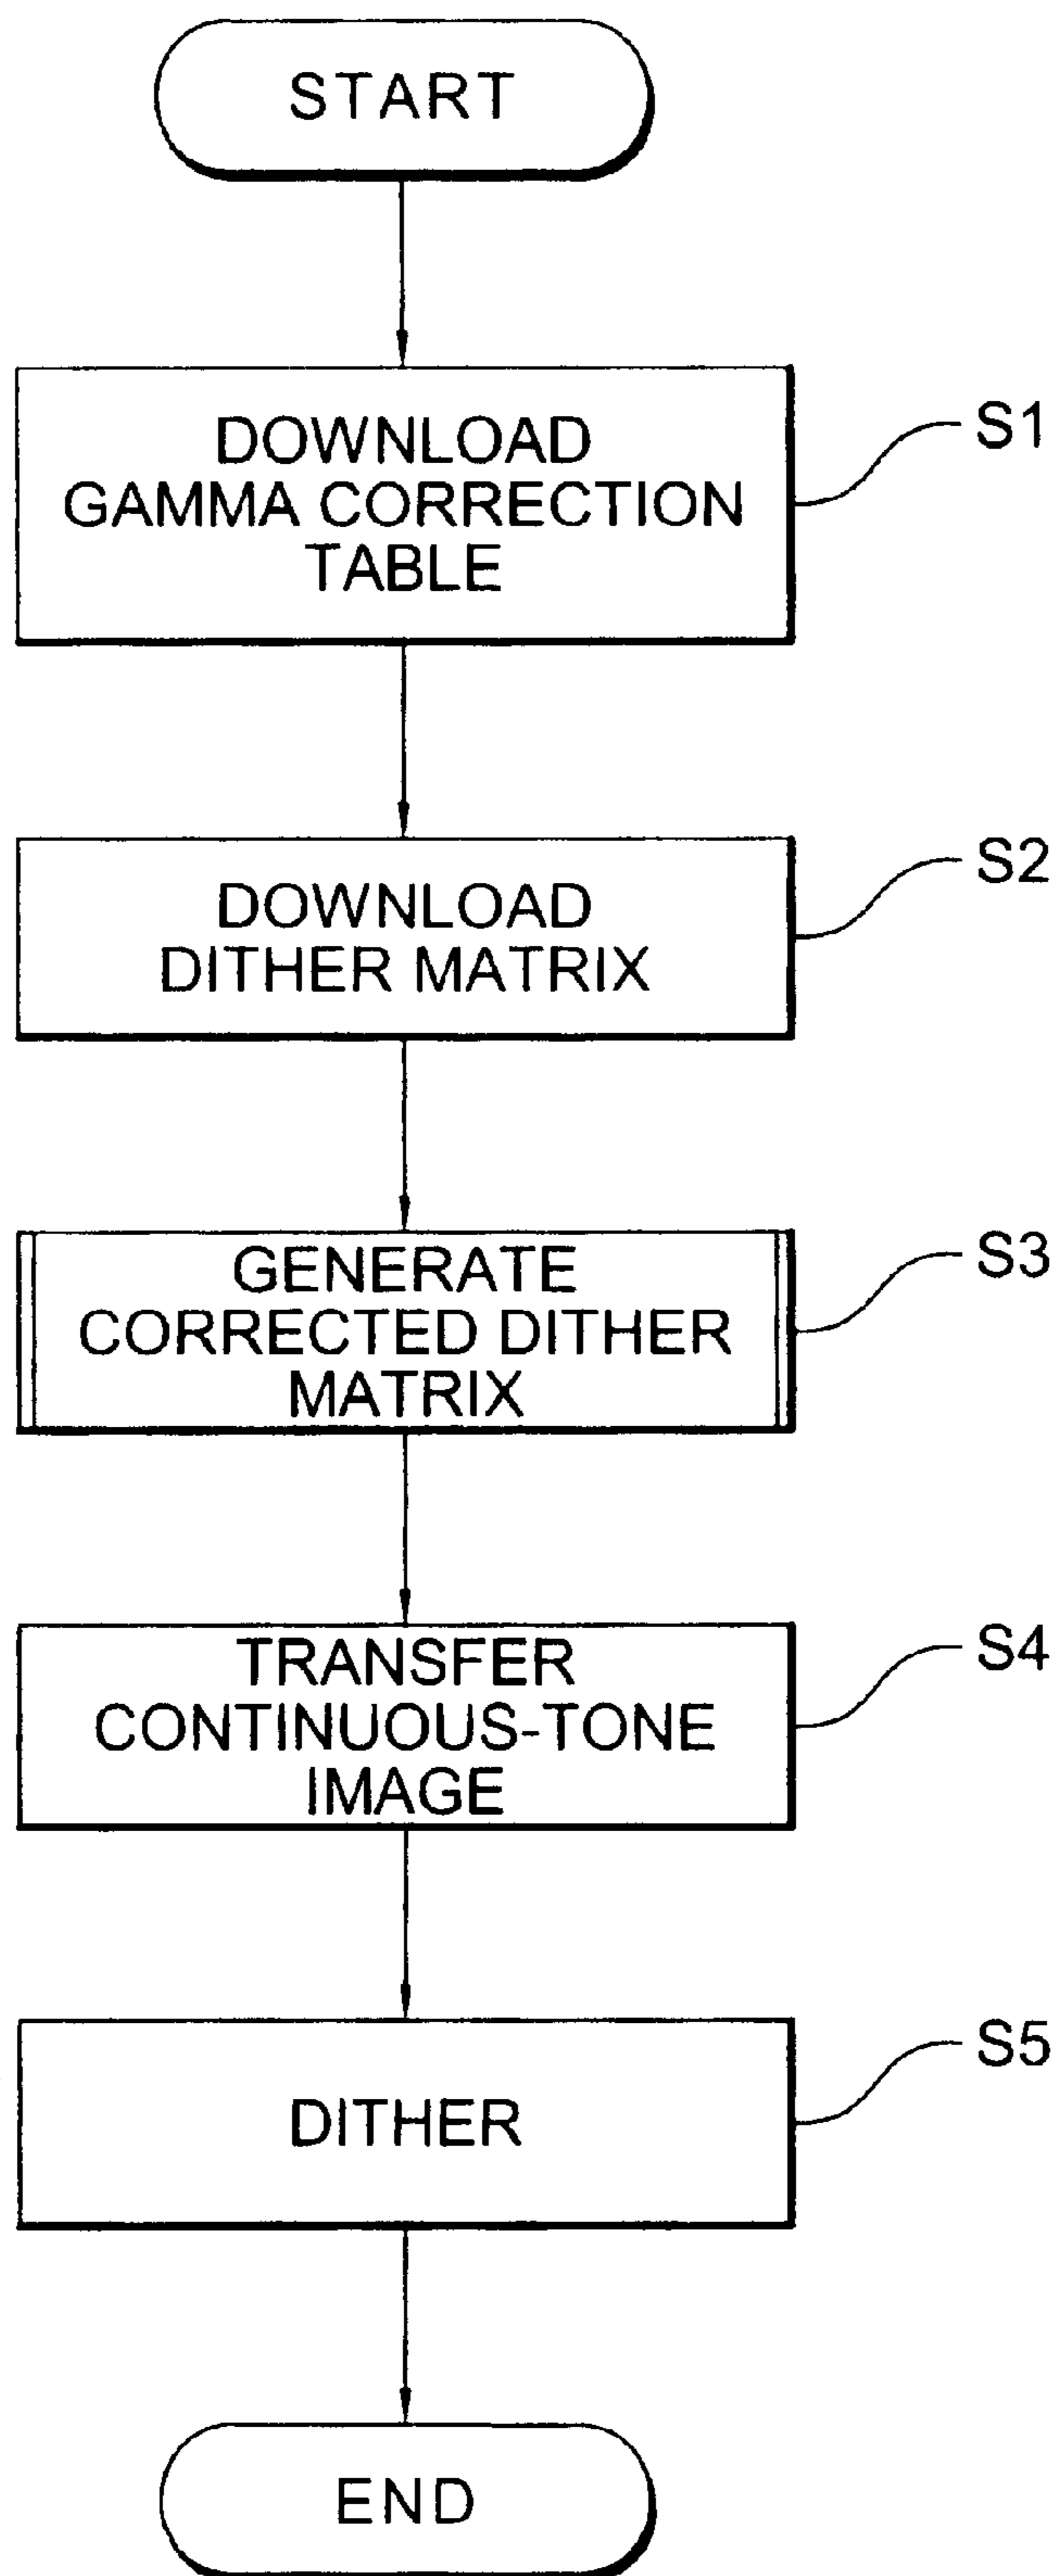 START
DOWNLOAD
GAMMA CORRECTION
TABLE
S1
DOWNLOAD
DITHER MATRIX
S2
GENERATE
CORRECTED DITHER
MATRIX
S3
TRANSFER
CONTINUOUS-TONE
IMAGE
S4
DITHER
S5
END